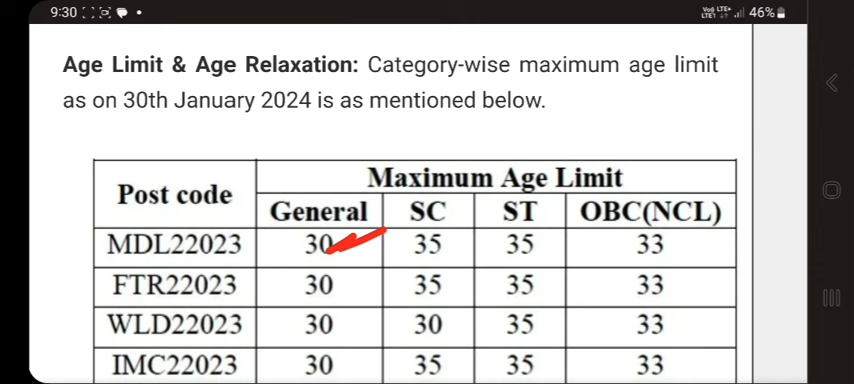 9:30 46%
Age Limit & Age Relaxation: Category-wise maximum age limit
as on 30th January 2024 is as mentioned below.
Post code Maximum Age Limit
General SC ST OBC(NCL)
MDL22023 30 35 35 33
FTR22023 30 35 35 33
WLD22023 30 30 35 33
IMC22023 30 35 35 33